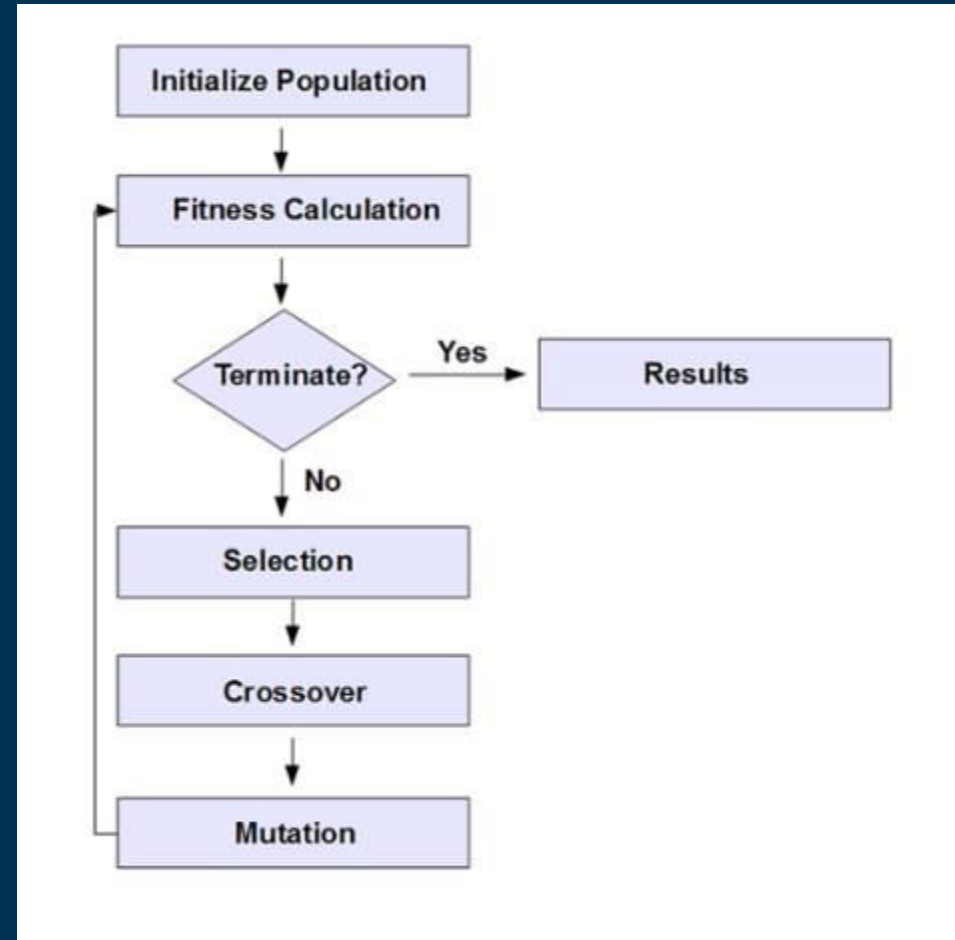 Initialize Population
Fitness Calculation
Terminate?
Yes
Results
No
Selection
Crossover
Mutation